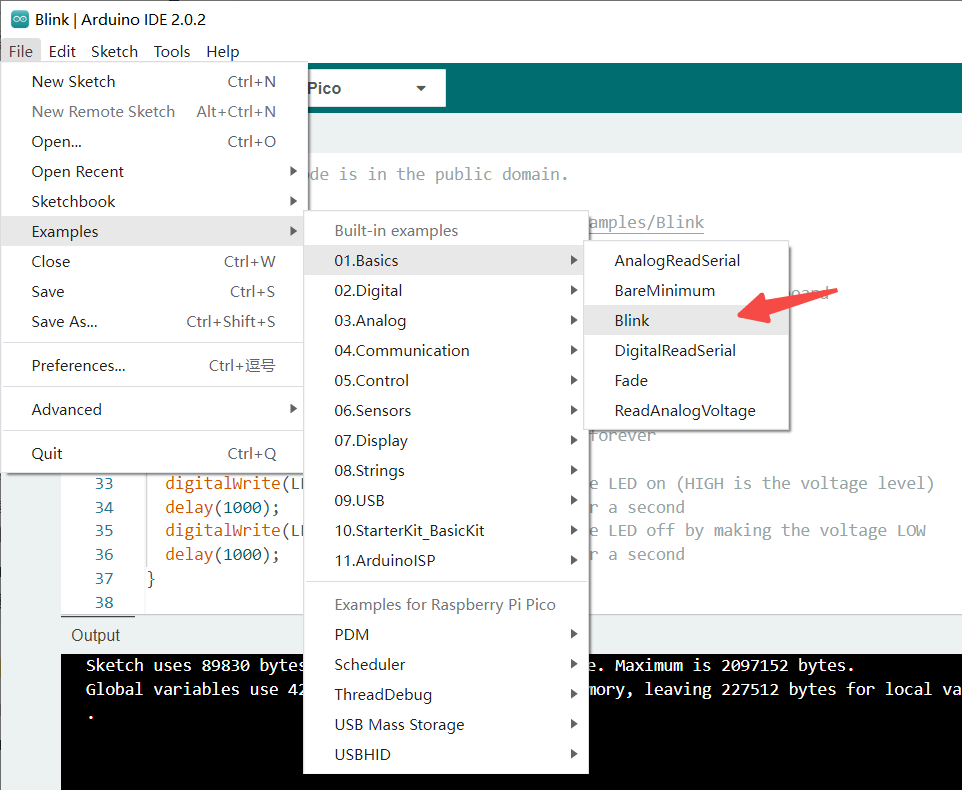 Blink | Arduino IDE 2.0.2
File Edit Sketch Tools Help
New Sketch Ctrl+N
New Remote Sketch Alt+Ctrl+N
Open... Ctrl+O
Open Recent
Sketchbook
Examples
Close Ctrl+W
Save Ctrl+S
Save As... Ctrl+Shift+S
Preferences... Ctrl+逗号
Advanced
Quit Ctrl+Q
Pico
de is in the public domain.
amples/Blink
Built-in examples
01.Basics
02.Digital
03.Analog
04.Communication
05.Control
06.Sensors
07.Display
08.Strings
09.USB
10.StarterKit_BasicKit
11.ArduinoISP
Examples for Raspberry Pi Pico
PDM
Scheduler
ThreadDebug
USB Mass Storage
USBHID
AnalogReadSerial
BareMinimum
Blink
DigitalReadSerial
Fade
ReadAnalogVoltage
forever
33 digitalWrite(L e LED on (HIGH is the voltage level)
34 delay(1000); r a second
35 digitalWrite(L e LED off by making the voltage LOW
36 delay(1000); r a second
37 }
38
Output
Sketch uses 89830 bytes e. Maximum is 2097152 bytes.
Global variables use 42 mory, leaving 227512 bytes for local va
.